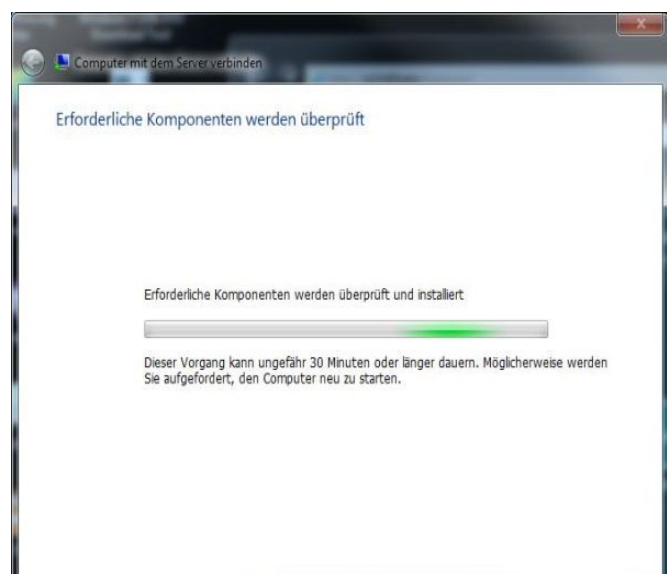 Computer mit dem Server verbinden
Erforderliche Komponenten werden überprüft
Erforderliche Komponenten werden überprüft und installiert
Dieser Vorgang kann ungefähr 30 Minuten oder länger dauern. Möglicherweise werden
Sie aufgefordert, den Computer neu zu starten.